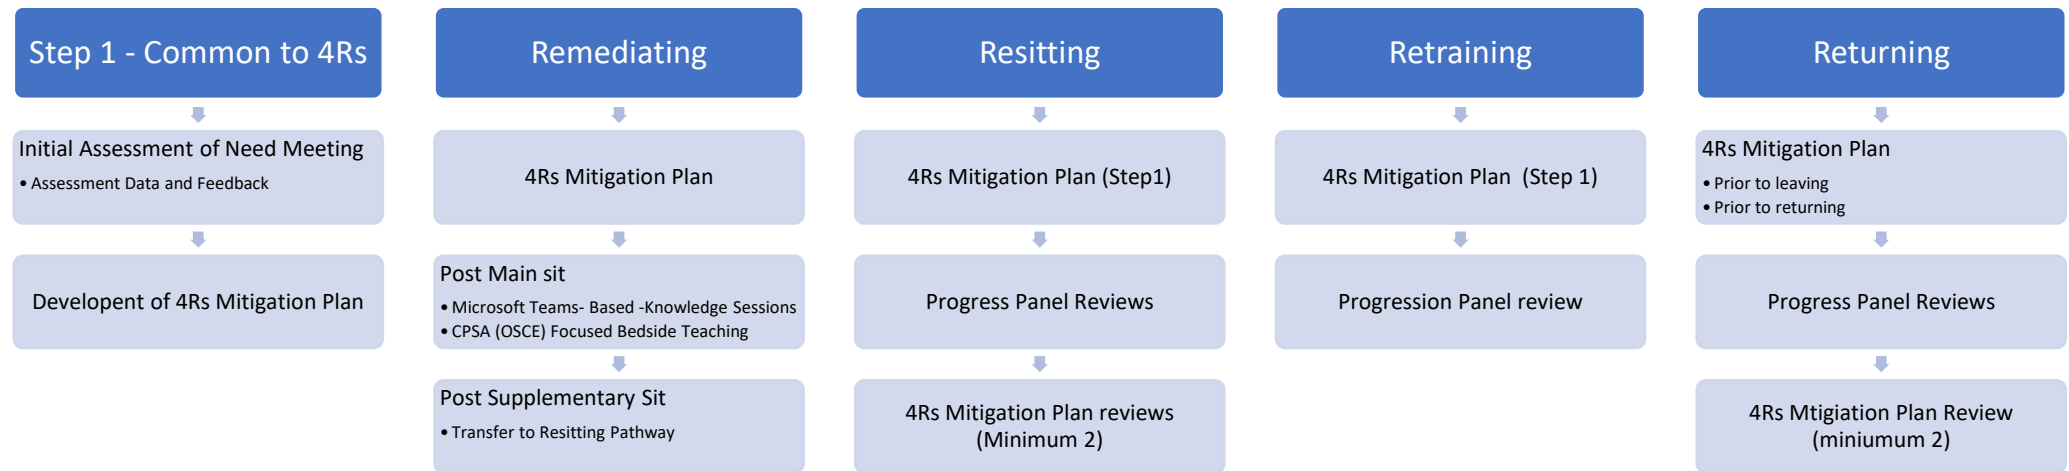 Step 1 - Common to 4Rs
Initial Assessment of Need Meeting
• Assessment Data and Feedback
Developent of 4Rs Mitigation Plan
Remediating
4Rs Mitigation Plan
Post Main sit
• Microsoft Teams- Based -Knowledge Sessions
• CPSA (OSCE) Focused Bedside Teaching
Post Supplementary Sit
• Transfer to Resitting Pathway
Resitting
4Rs Mitigation Plan (Step1)
Progress Panel Reviews
4Rs Mitigation Plan reviews
(Minimum 2)
Retraining
4Rs Mitigation Plan (Step 1)
Progression Panel review
Returning
4Rs Mitigation Plan
• Prior to leaving
• Prior to returning
Progress Panel Reviews
4Rs Mtigiation Plan Review
(miniumum 2)